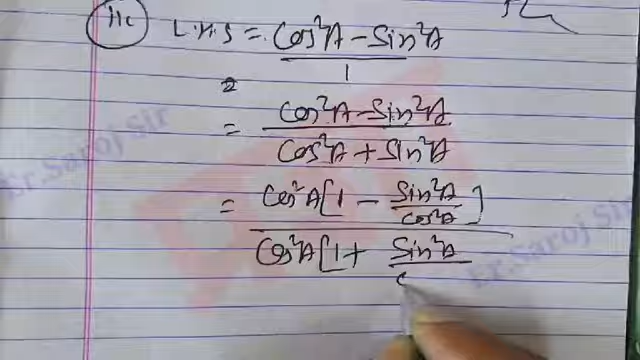 11c L.H.S = cos²A - sin²A / 1
= cos²A - sin²A / cos²A + sin²A
= cos²A [1 - sin²A / cos²A]
cos²A [1 + sin²A /
Er. Saroj Sir
Er. Saroj Sir